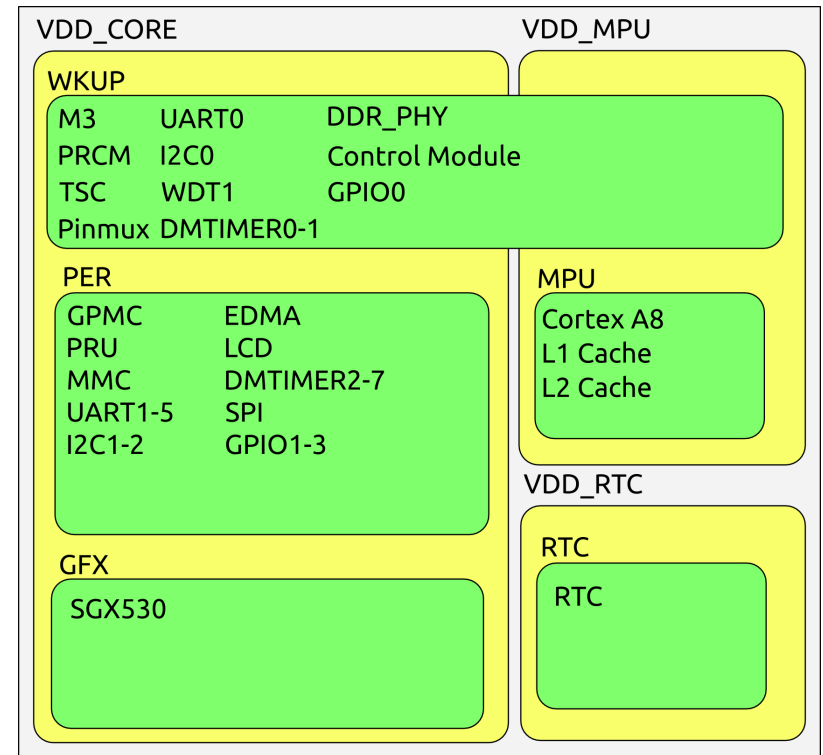 VDD_CORE
WKUP
M3 UART0 DDR_PHY
PRCM I2C0 Control Module
TSC WDT1 GPIO0
Pinmux DMTIMER0-1
PER
GPMC EDMA
PRU LCD
MMC DMTIMER2-7
UART1-5 SPI
I2C1-2 GPIO1-3
GFX
SGX530
VDD_MPU
MPU
Cortex A8
L1 Cache
L2 Cache
VDD_RTC
RTC
RTC